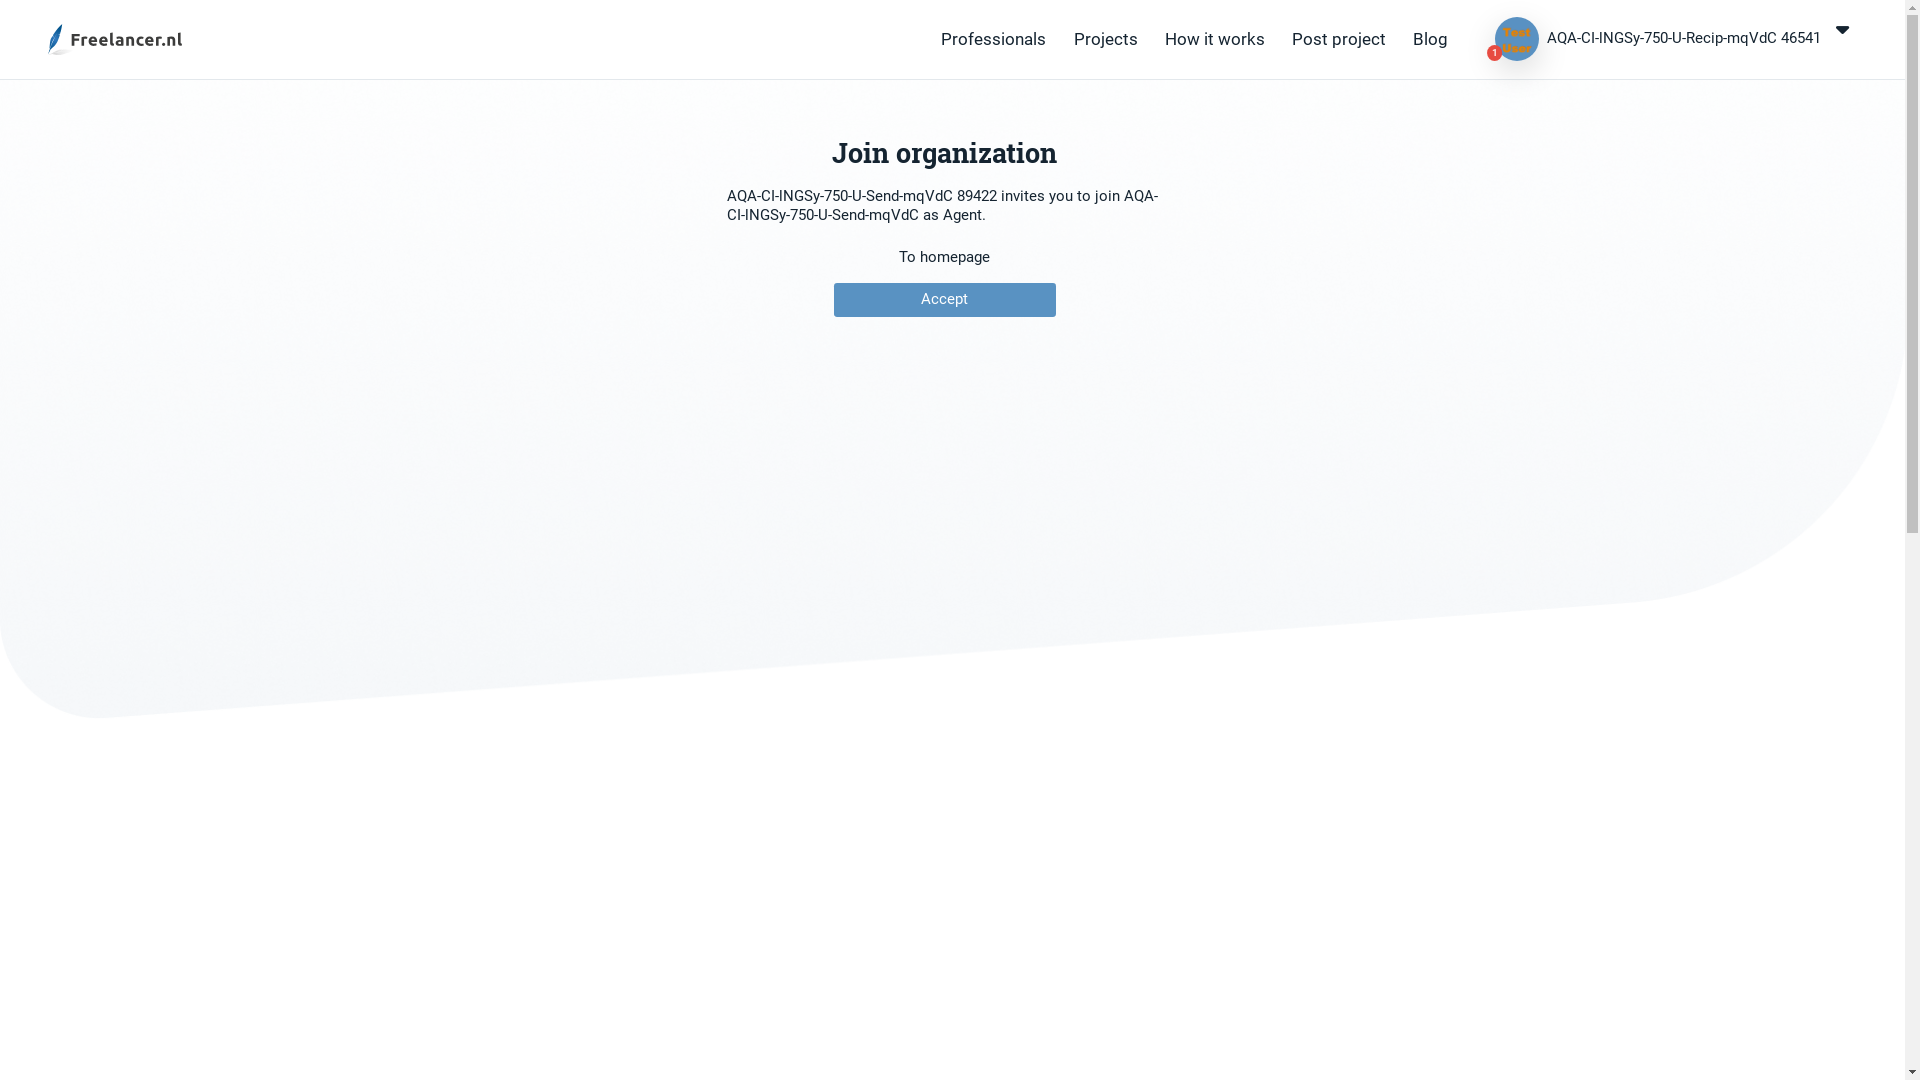 Freelancer.nl
Professionals
Projects
How it works
Post project
Blog
Test
User
1
AQA-CI-INGSy-750-U-Recip-mqVdC 46541
Join organization
AQA-CI-INGSy-750-U-Send-mqVdC 89422 invites you to join AQA-
CI-INGSy-750-U-Send-mqVdC as Agent.
To homepage
Accept